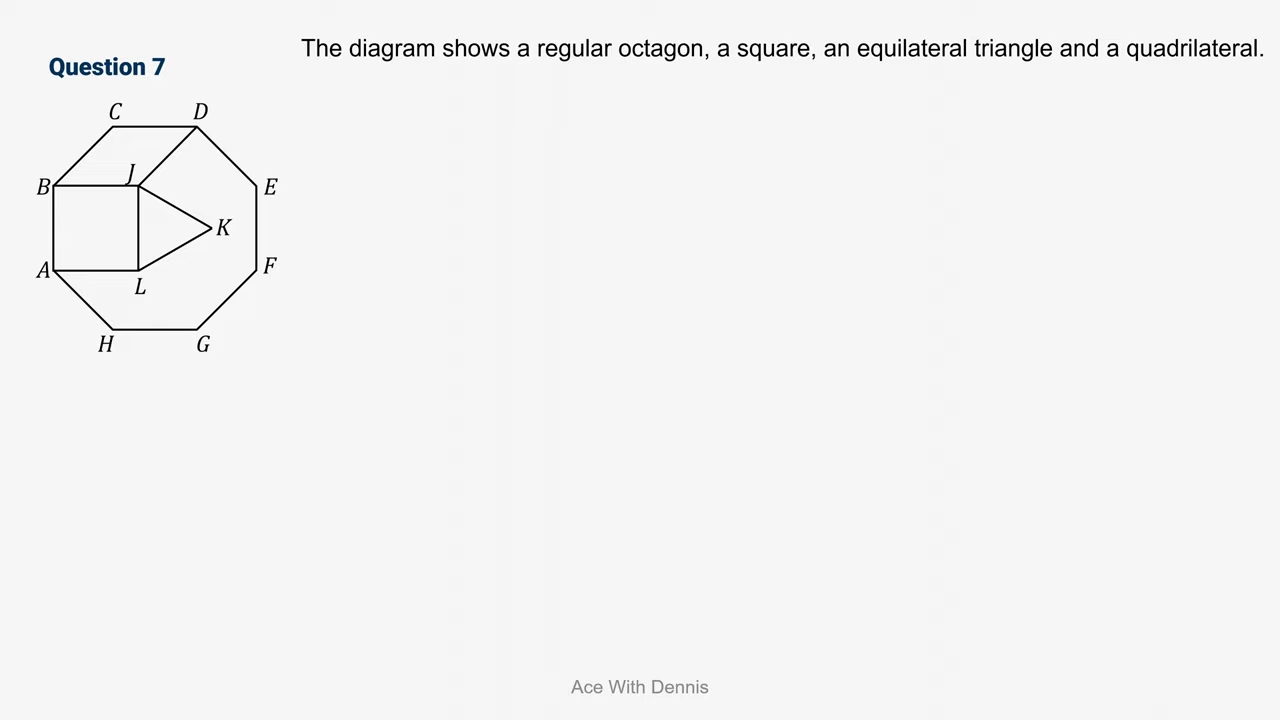 The diagram shows a regular octagon, a square, an equilateral triangle and a quadrilateral.
Question 7
C D
J
B E
K
A F
L
H G
Ace With Dennis